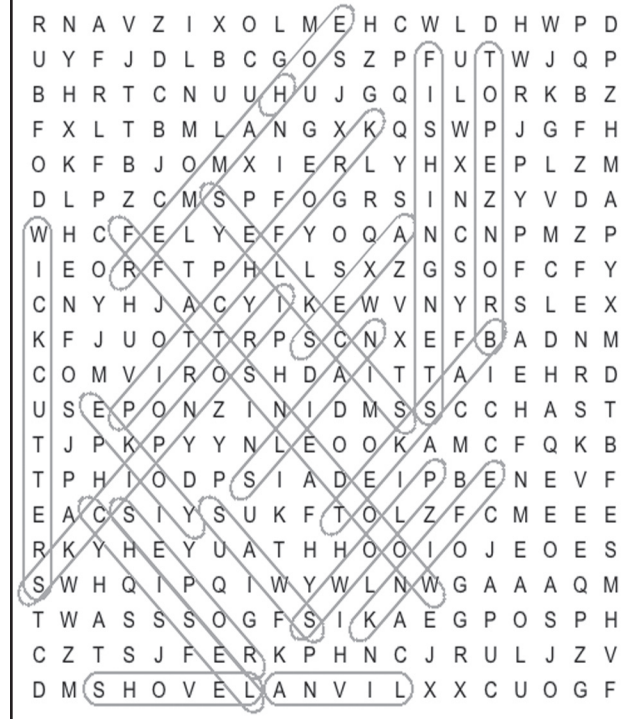 R N A V Z I X O L M E H C W L D H W P D
U Y F J D L B C G O S Z P F U T W J Q P
B H R T C N U U H U J G Q I L O R K B Z
F X L T B M L A N G X K Q S W P J G F H
O K F B J O M X I E R L Y H X E P L Z M
D L P Z C M S P F O G R S I N Z Y V D A
W H C F E L Y E F Y O Q A N C N P M Z P
I E O R F T P H L L S X Z G S O F C F Y
C N Y H J A C Y I K E W V N Y R S L E X
K F J U O T T R P S C N X E F B A D N M
C O M V I R O S H D A I T T A I E H R D
U S E P O N Z I N I D M S S C C H A S T
T J P K P Y Y N L E O O K A M C F Q K B
T P H I O D P S I A D E I P B E N E V F
E A C S I Y S U K F T O L Z F C M E E E
R K Y H E Y U A T H H O O I O J E O E S
S W H Q I P Q I W Y W L N W G A A A Q M
T W A S S S O G F S I K A E G P O S P H
C Z T S J F E R K P H N C J R U L J Z V
D M S H O V E L A N V I L X X C U O G F